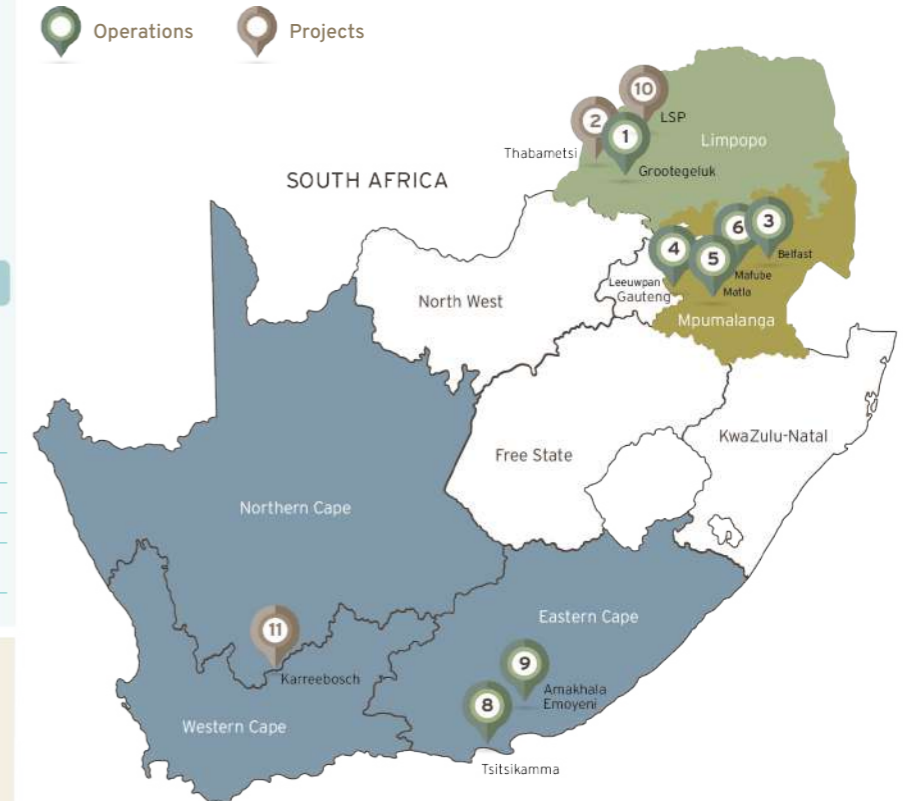 Operations
Projects
SOUTH AFRICA
10
LSP
2
Thabametsi
1
Grootegeluk
Limpopo
3
Belfast
6
Mafube
4
Leeuwpan
5
Matla
Gauteng
Mpumalanga
North West
Free State
KwaZulu-Natal
Northern Cape
Eastern Cape
11
Karreebosch
9
Amakhala
Emoyeni
8
Tsitsikamma
Western Cape